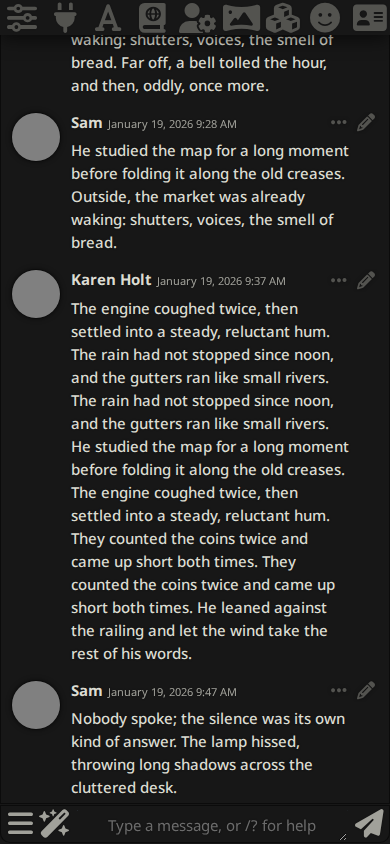 waking: shutters, voices, the smell of
bread. Far off, a bell tolled the hour,
and then, oddly, once more.
Sam January 19, 2026 9:28 AM
He studied the map for a long moment
before folding it along the old creases.
Outside, the market was already
waking: shutters, voices, the smell of
bread.
Karen Holt January 19, 2026 9:37 AM
The engine coughed twice, then
settled into a steady, reluctant hum.
The rain had not stopped since noon,
and the gutters ran like small rivers.
The rain had not stopped since noon,
and the gutters ran like small rivers.
He studied the map for a long moment
before folding it along the old creases.
The engine coughed twice, then
settled into a steady, reluctant hum.
They counted the coins twice and
came up short both times. They
counted the coins twice and came up
short both times. He leaned against
the railing and let the wind take the
rest of his words.
Sam January 19, 2026 9:47 AM
Nobody spoke; the silence was its own
kind of answer. The lamp hissed,
throwing long shadows across the
cluttered desk.
Type a message, or /? for help